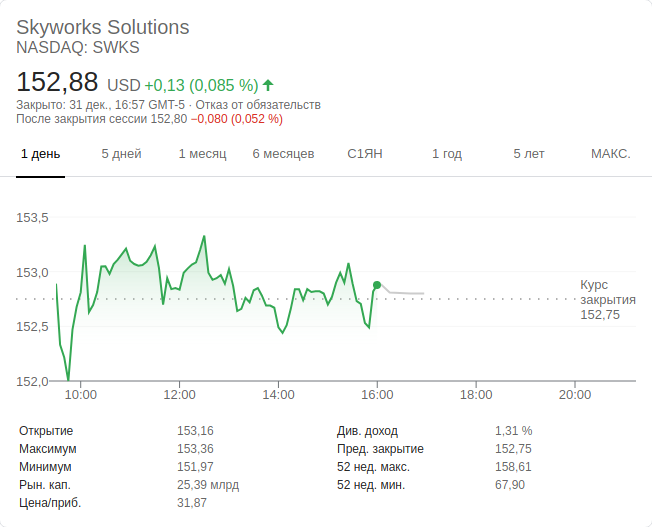 Skyworks Solutions
NASDAQ: SWKS
152,88 USD +0,13 (0,085 %)
Закрыто: 31 дек., 16:57 GMT-5 · Отказ от обязательств
После закрытия сессии 152,80 −0,080 (0,052 %)
1 день 5 дней 1 месяц 6 месяцев С1ЯН 1 год 5 лет МАКС.
153,5
153,0
152,5
152,0
Курс
закрытия
152,75
10:00 12:00 14:00 16:00 18:00 20:00
Открытие 153,16 Див. доход 1,31 %
Максимум 153,36 Пред. закрытие 152,75
Минимум 151,97 52 нед. макс. 158,61
Рын. кап. 25,39 млрд 52 нед. мин. 67,90
Цена/приб. 31,87